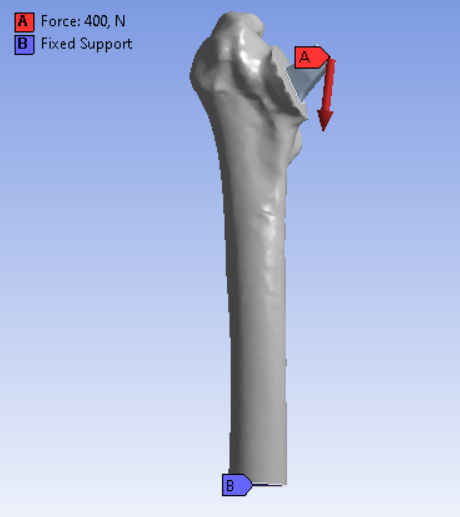 A Force: 400, N
B Fixed Support
A
B